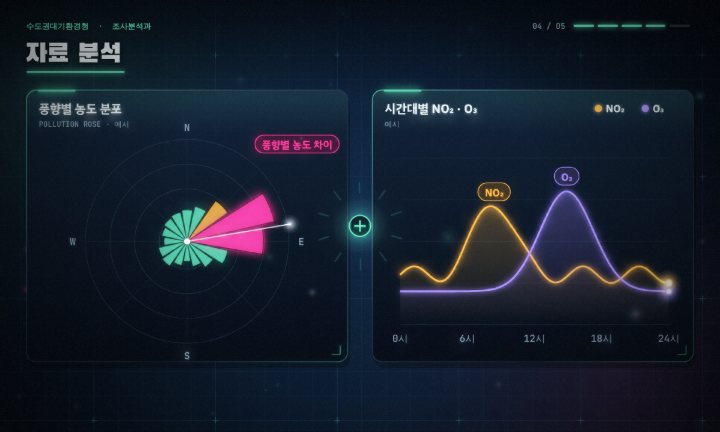 수도권대기환경청 · 조사분석과
04 / 05
자료 분석
풍향별 농도 분포
POLLUTION ROSE · 예시
풍향별 농도 차이
N
W
E
S
시간대별 NO₂ · O₃
예시
NO₂
O₃
NO₂
O₃
0시 6시 12시 18시 24시